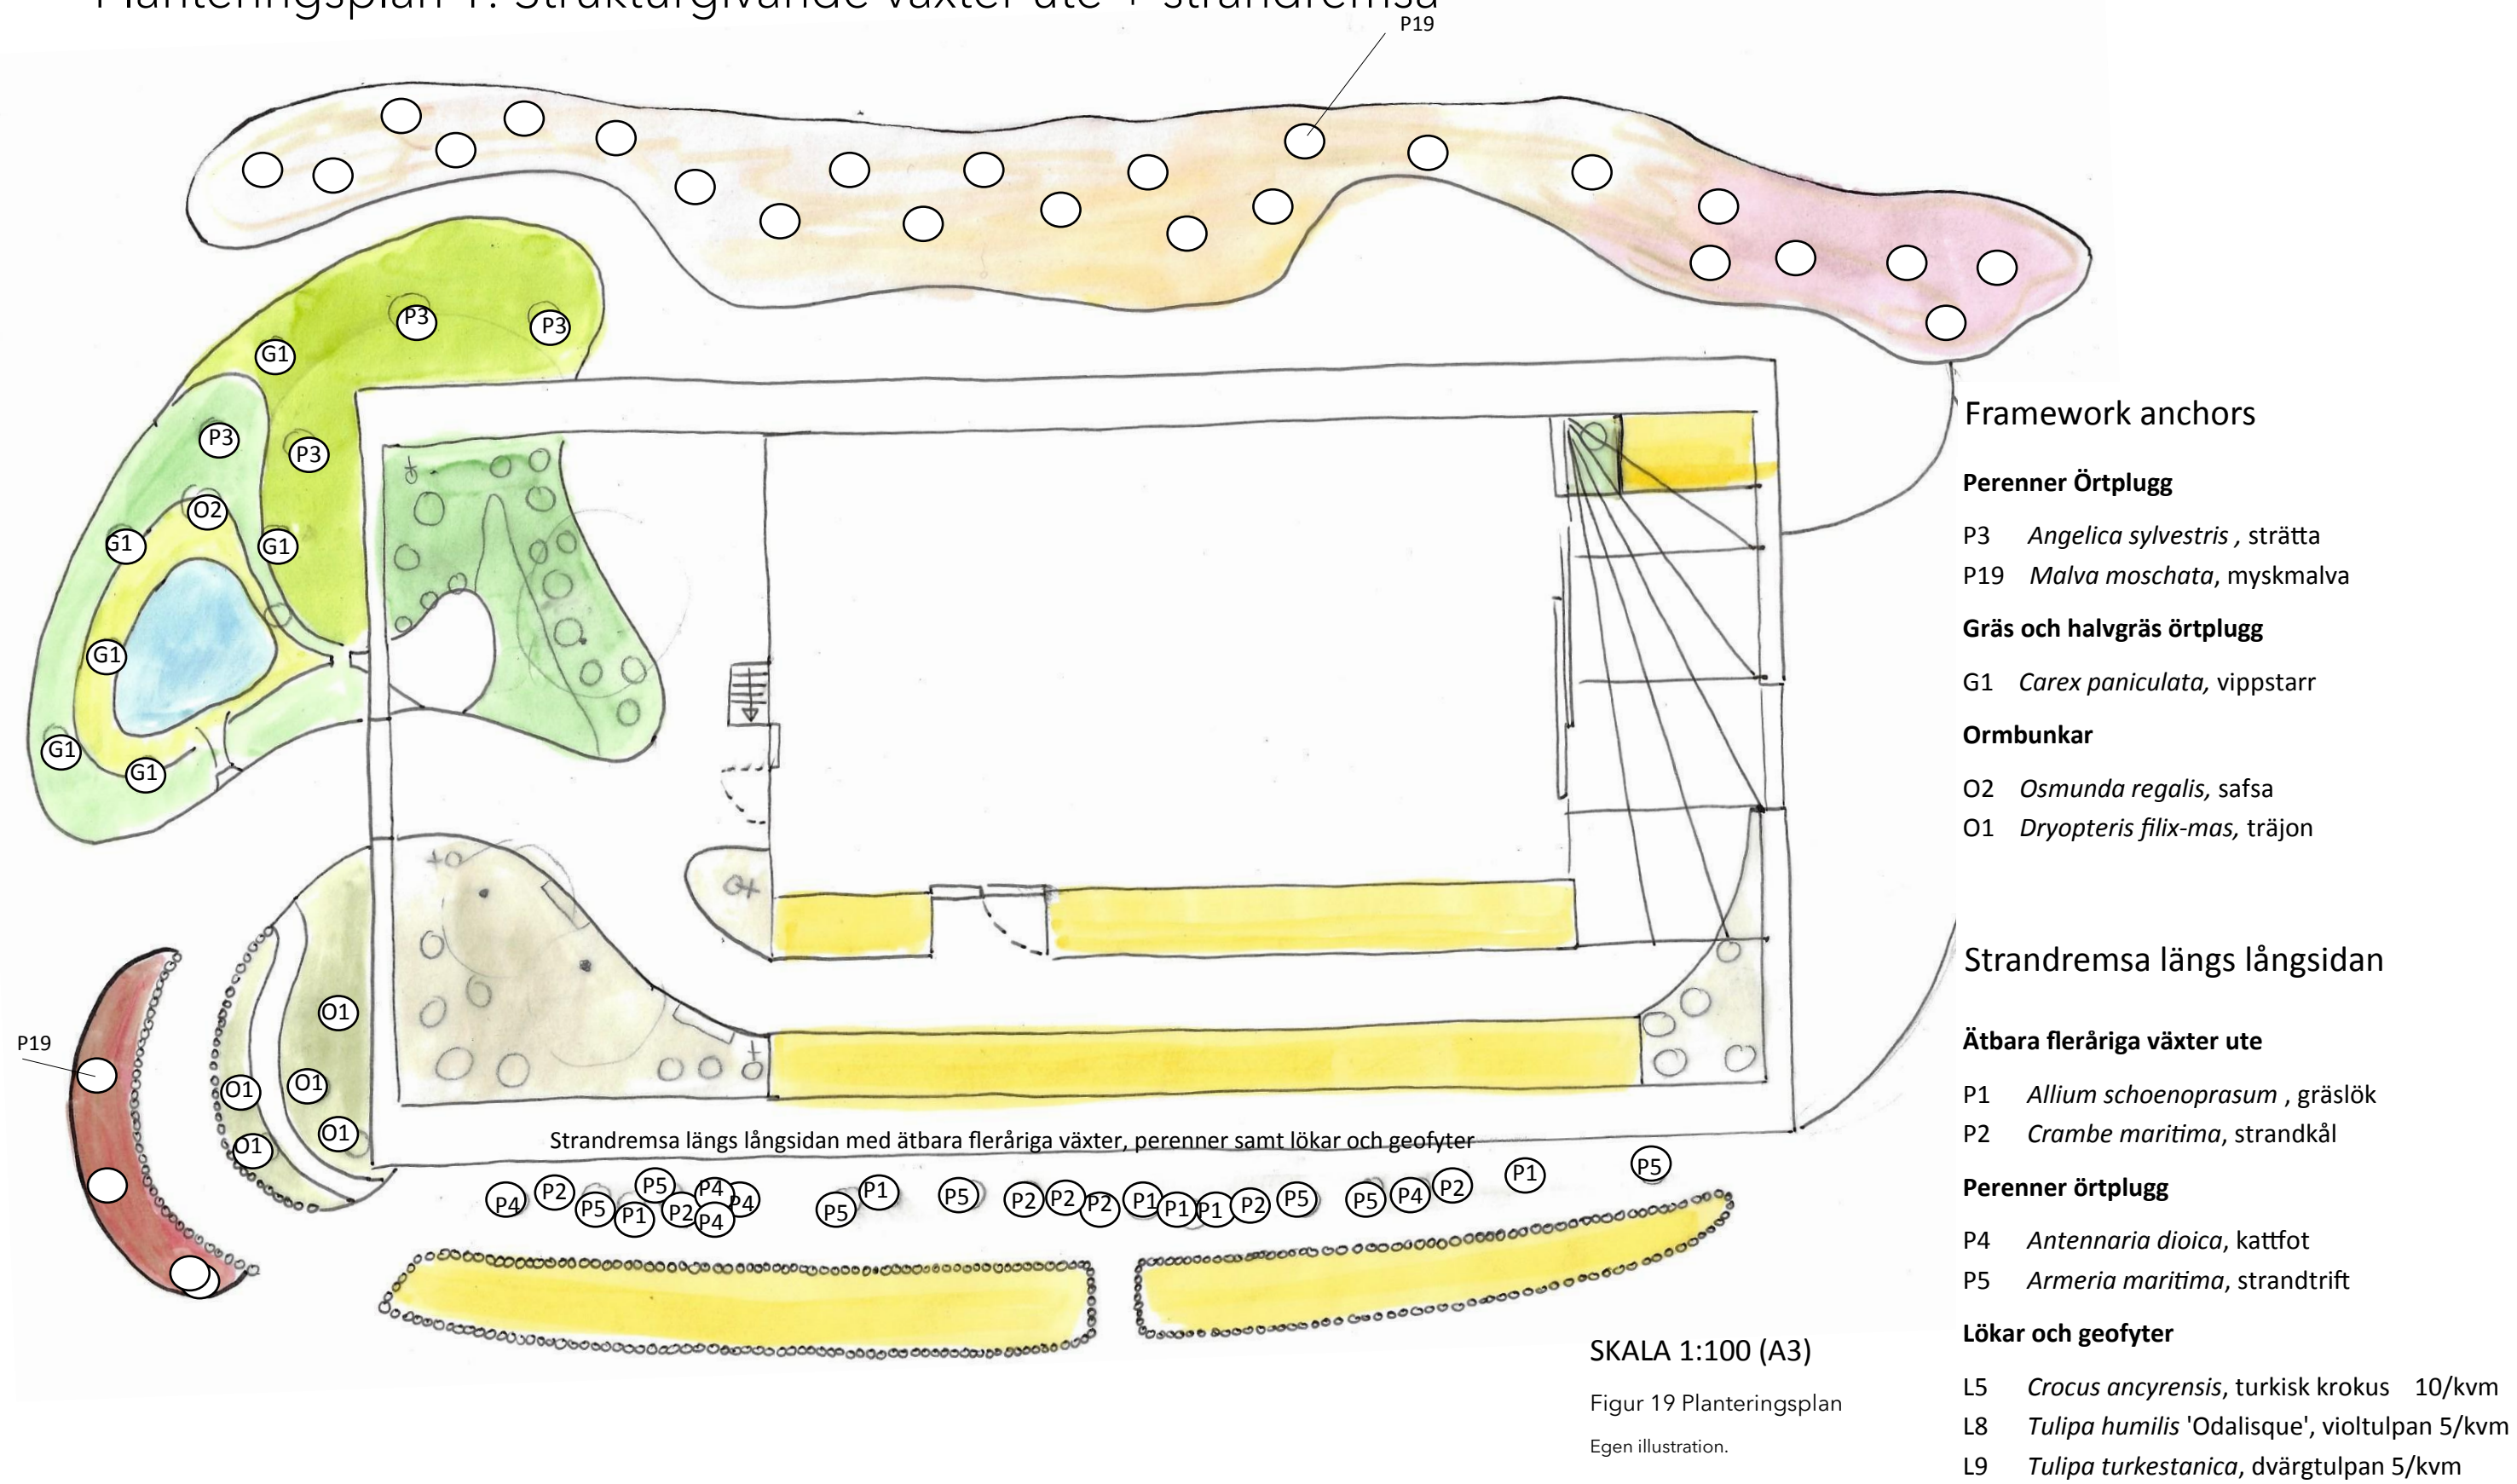 Planteringsplan 1: Strukturgivande växter ute + strandremsa
P19
P3
P3
G1
P3
P3
O2
G1
G1
G1
G1
G1
P19
O1
O1
O1
O1
O1
Strandremsa längs långsidan med ätbara fleråriga växter, perenner samt lökar och geofyter
P4
P2
P5
P1
P5
P2
P4
P4
P4
P5
P1
P5
P2
P2
P2
P1
P1
P1
P2
P5
P5
P4
P2
P1
P5
Framework anchors
Perenner Örtplugg
P3 Angelica sylvestris , strätta
P19 Malva moschata, myskmalva
Gräs och halvgräs örtplugg
G1 Carex paniculata, vippstarr
Ormbunkar
O2 Osmunda regalis, safsa
O1 Dryopteris filix-mas, träjon
Strandremsa längs långsidan
Ätbara fleråriga växter ute
P1 Allium schoenoprasum , gräslök
P2 Crambe maritima, strandkål
Perenner örtplugg
P4 Antennaria dioica, kattfot
P5 Armeria maritima, strandtrift
Lökar och geofyter
L5 Crocus ancyrensis, turkisk krokus 10/kvm
L8 Tulipa humilis 'Odalisque', violtulpan 5/kvm
L9 Tulipa turkestanica, dvärgtulpan 5/kvm
SKALA 1:100 (A3)
Figur 19 Planteringsplan
Egen illustration.